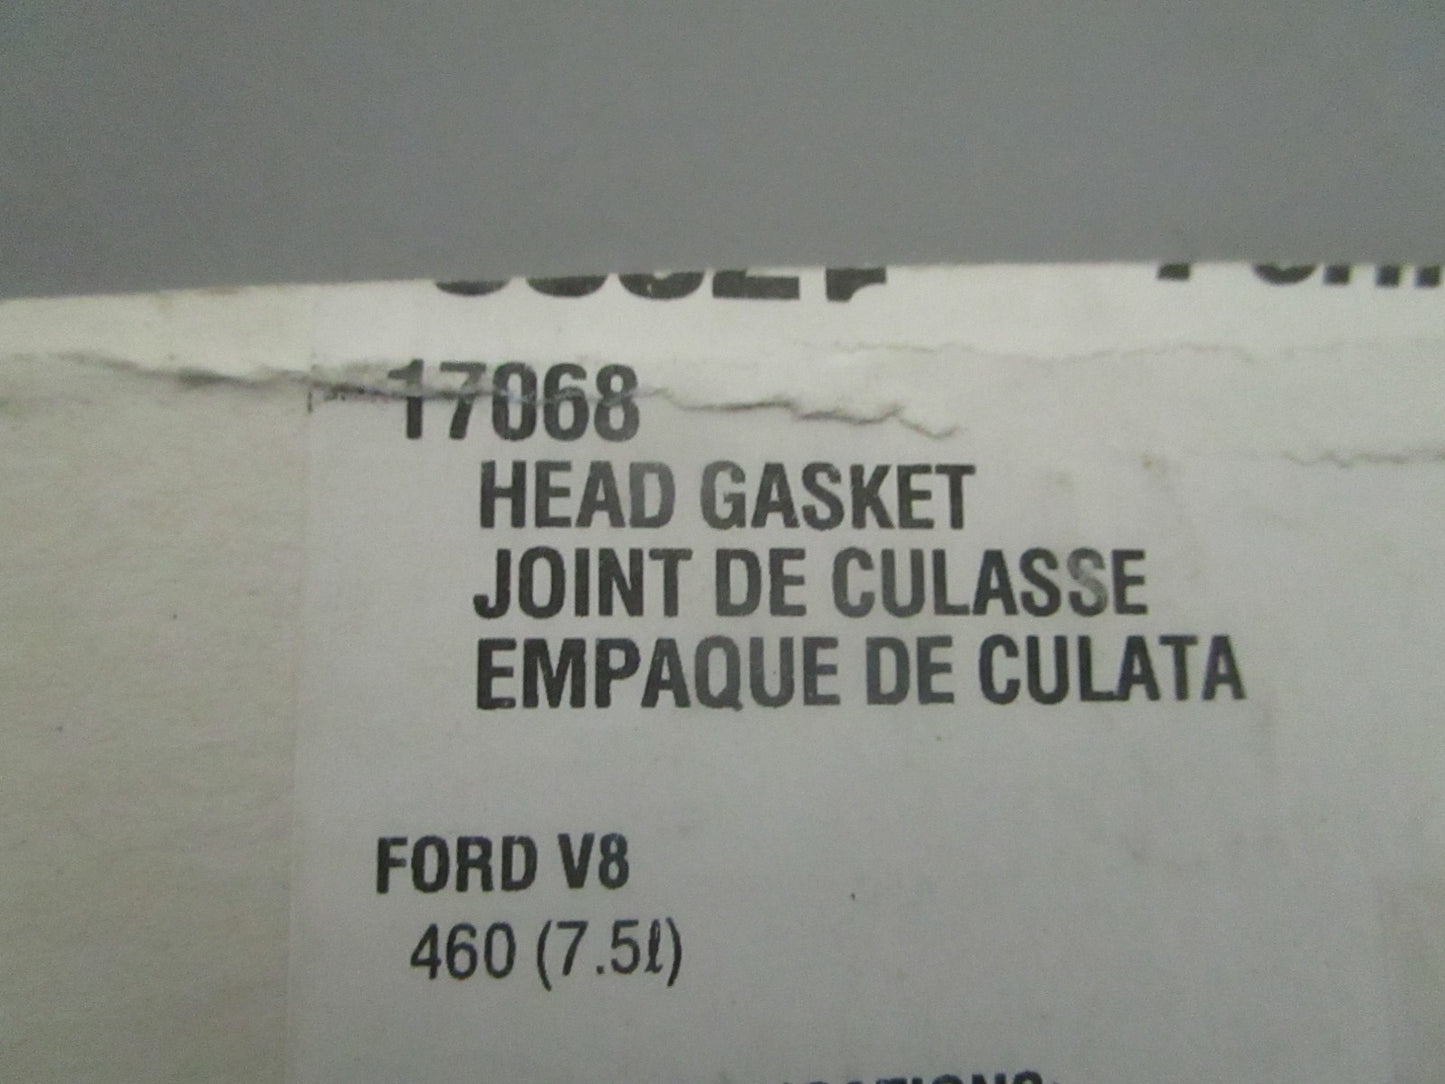 17068
HEAD GASKET
JOINT DE CULASSE
EMPAQUE DE CULATA
FORD V8
460 (7.5ℓ)